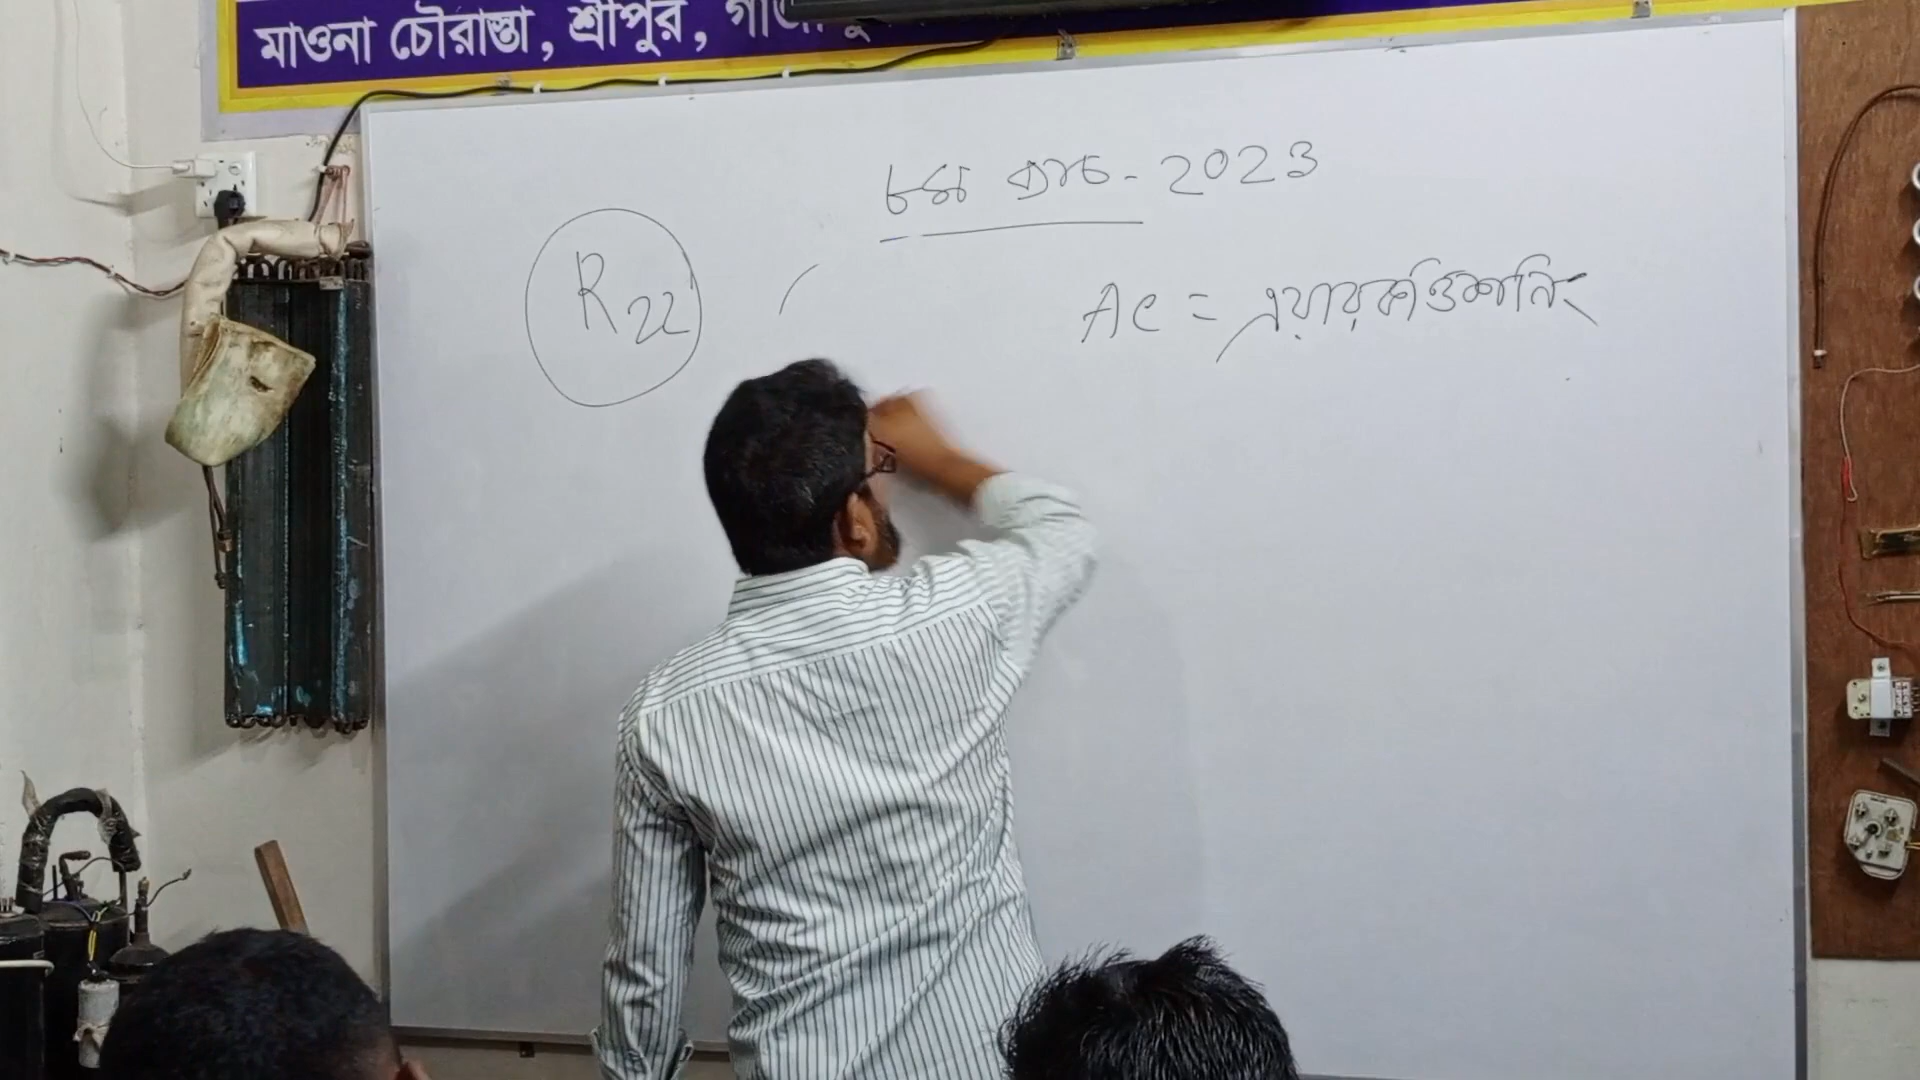 মাওনা চৌরাস্তা, শ্রীপুর,
৮ম ব্যাচ - 2023
R22
AC = এয়ারকন্ডিশনিং